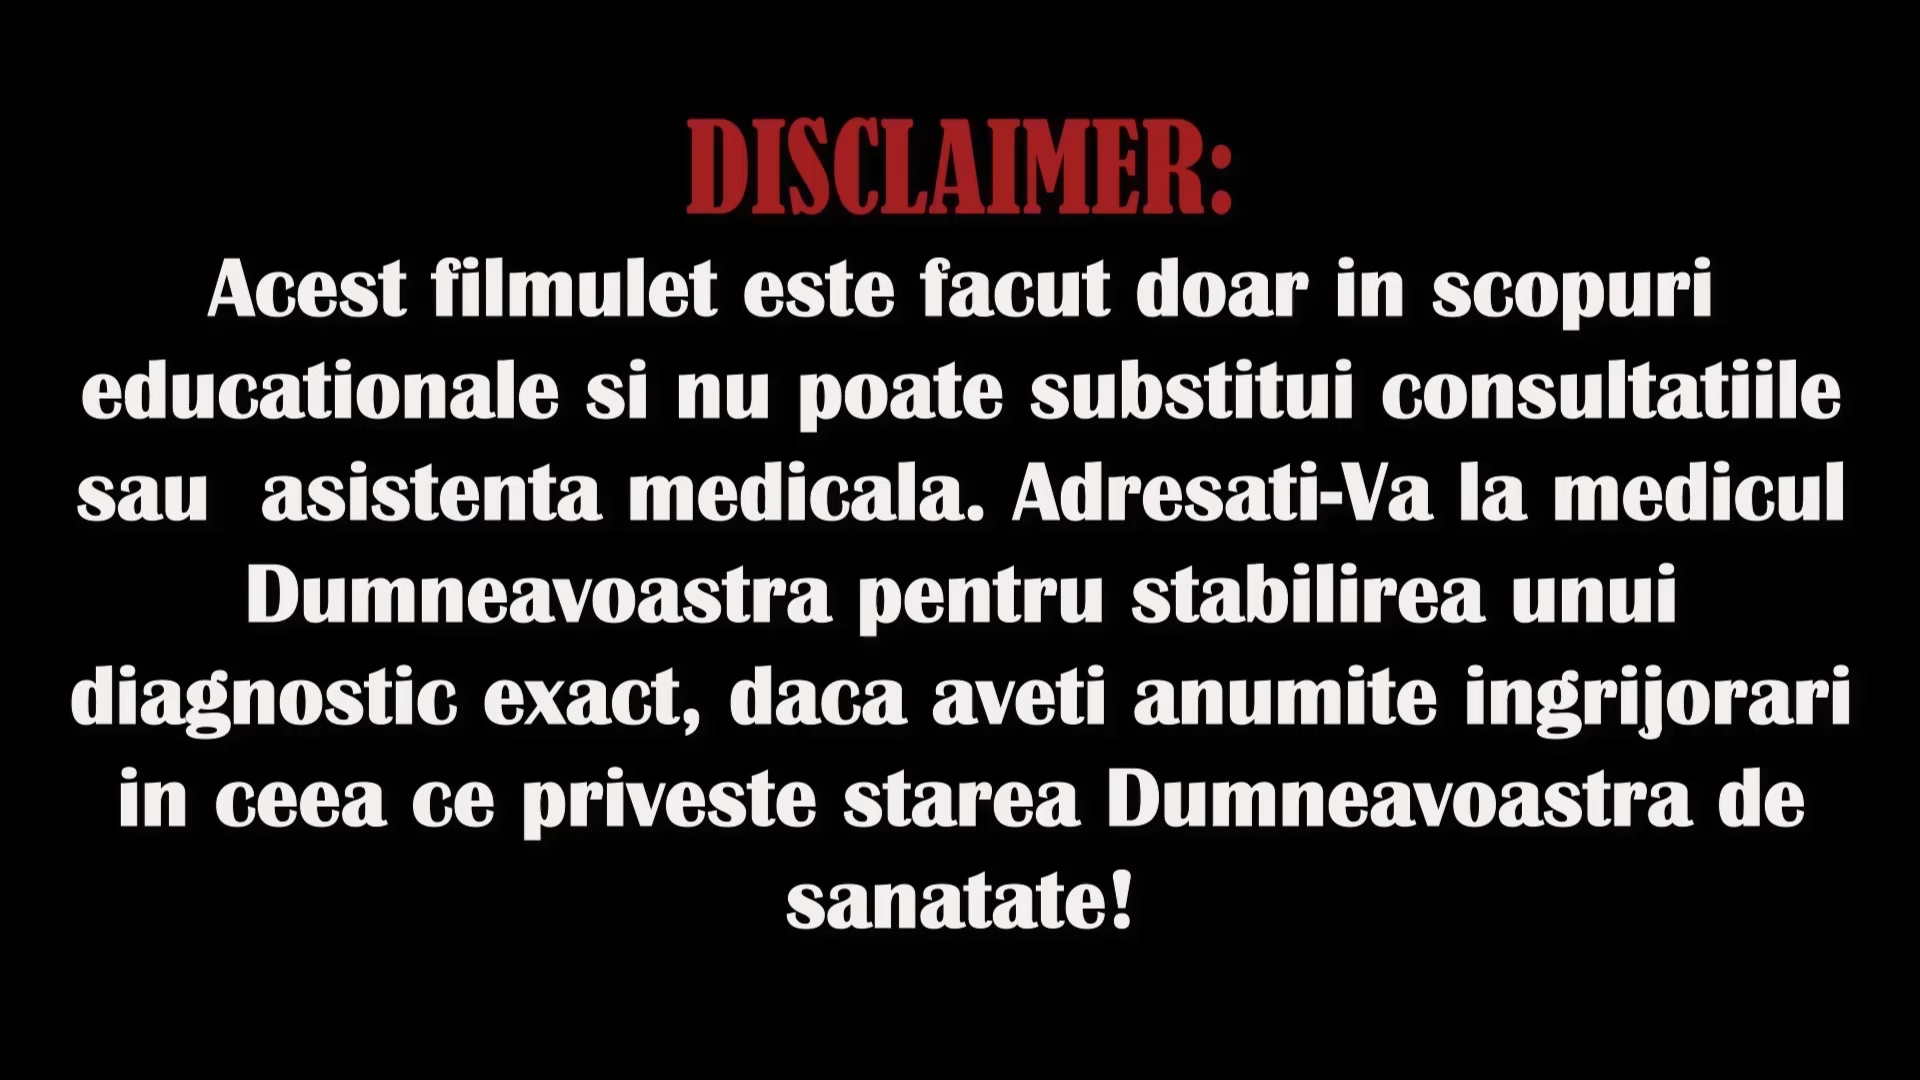 DISCLAIMER:
Acest filmulet este facut doar in scopuri
educationale si nu poate substitui consultatiile
sau  asistenta medicala. Adresati-Va la medicul
Dumneavoastra pentru stabilirea unui
diagnostic exact, daca aveti anumite ingrijorari
in ceea ce priveste starea Dumneavoastra de
sanatate!